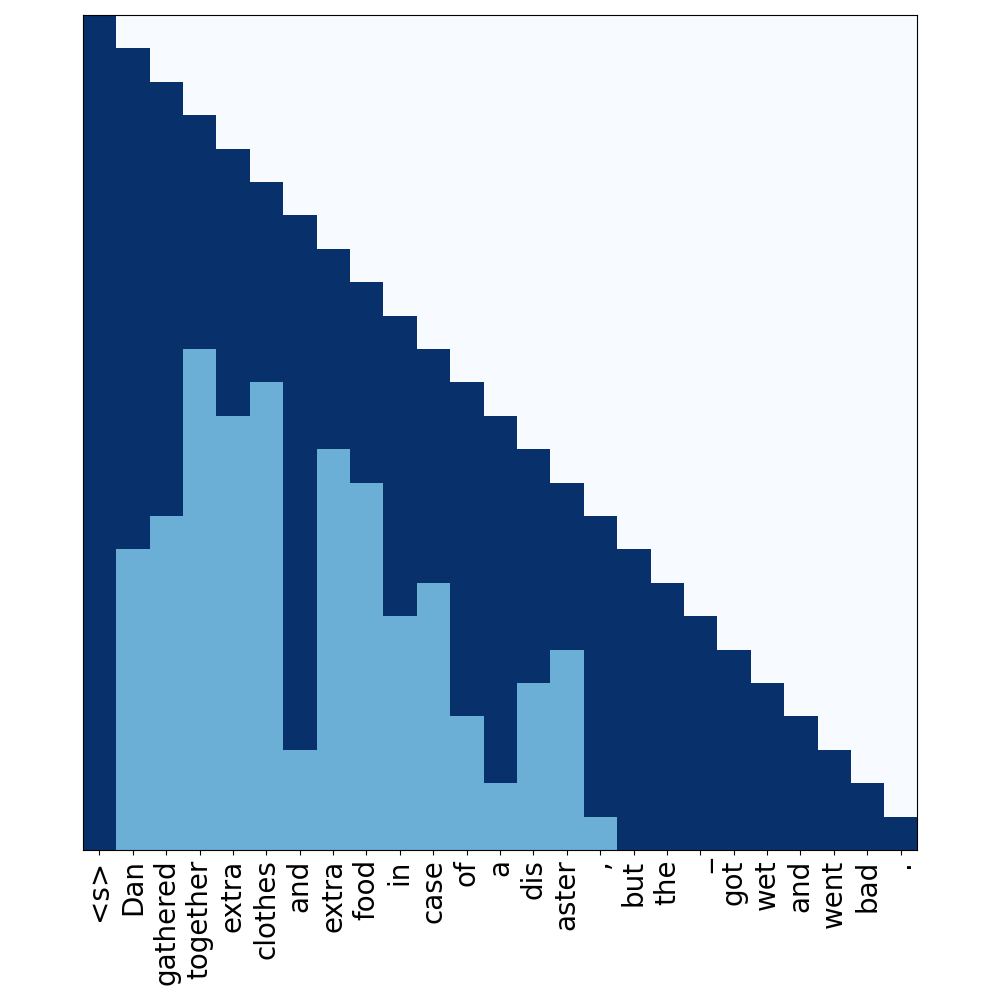 <s> Dan gathered together extra clothes and extra food in case of a dis aster , but the _ got wet and went bad .